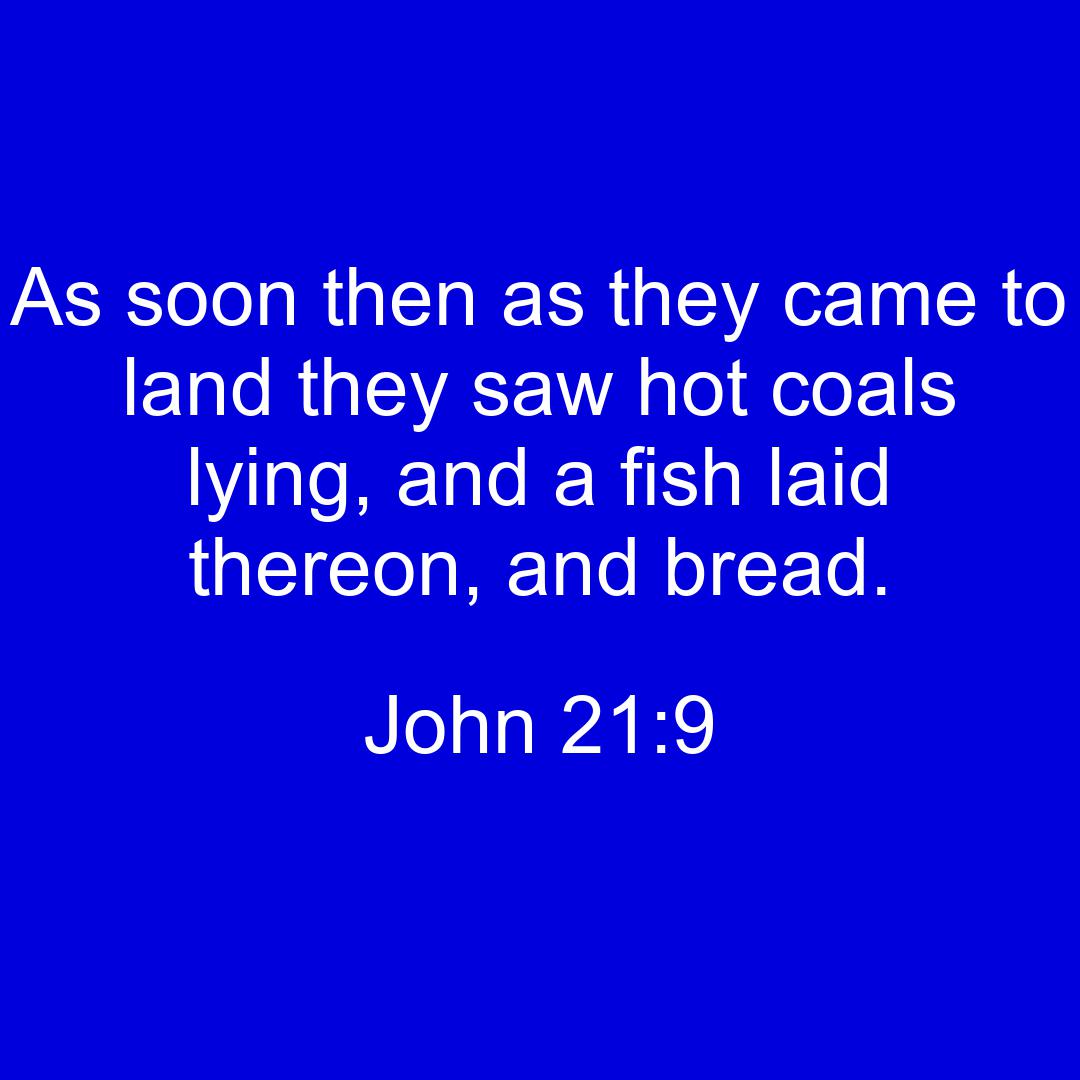 As soon then as they came to
land they saw hot coals
lying, and a fish laid
thereon, and bread.
John 21:9